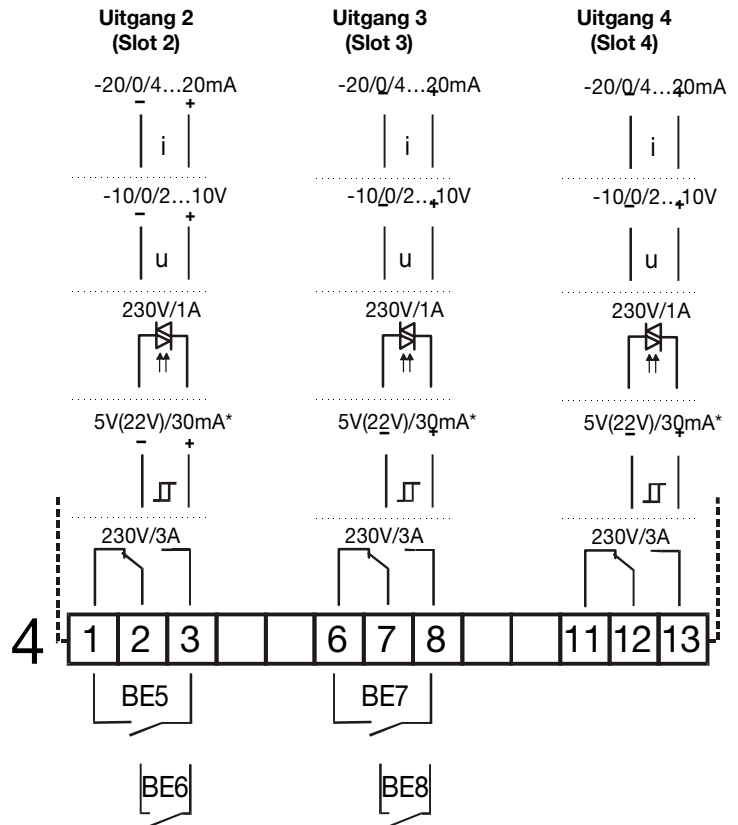 Uitgang 2 Uitgang 3 Uitgang 4
(Slot 2) (Slot 3) (Slot 4)
-20/0/4...20mA -20/0/4...20mA -20/0/4...20mA
- + - + - +
i i i
-10/0/2...10V -10/0/2...10V -10/0/2...10V
- + - + - +
u u u
230V/1A 230V/1A 230V/1A
5V(22V)/30mA* 5V(22V)/30mA* 5V(22V)/30mA*
- + - + - +
230V/3A 230V/3A 230V/3A
4 1 2 3 6 7 8 11 12 13
BE5 BE7
BE6 BE8